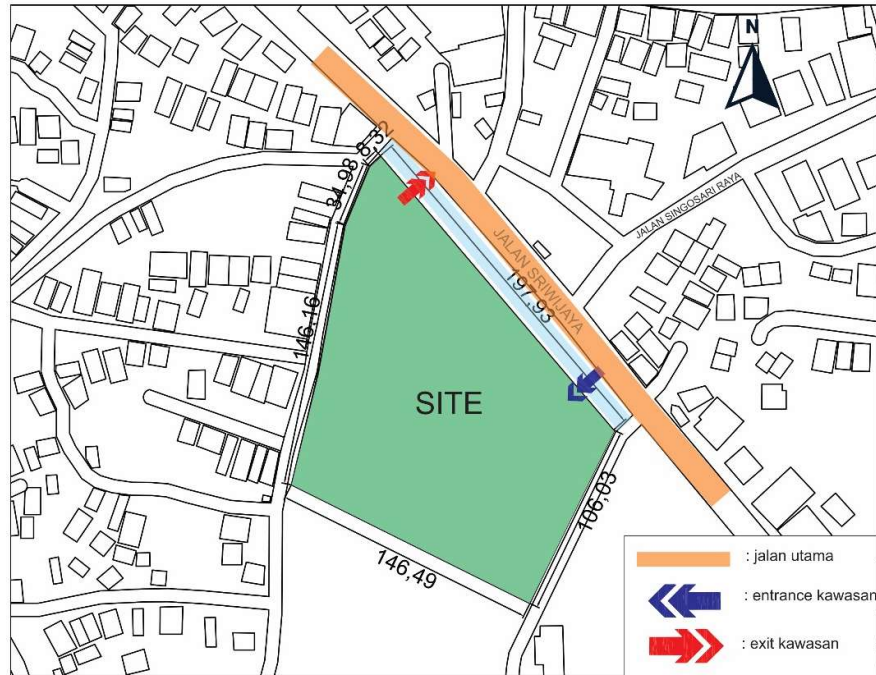 N
8,32
34,98
JALAN SINGOSARI RAYA
JALAN SRIWIJAYA
197,93
146,16
SITE
106,03
146,49
: jalan utama
: entrance kawasan
: exit kawasan